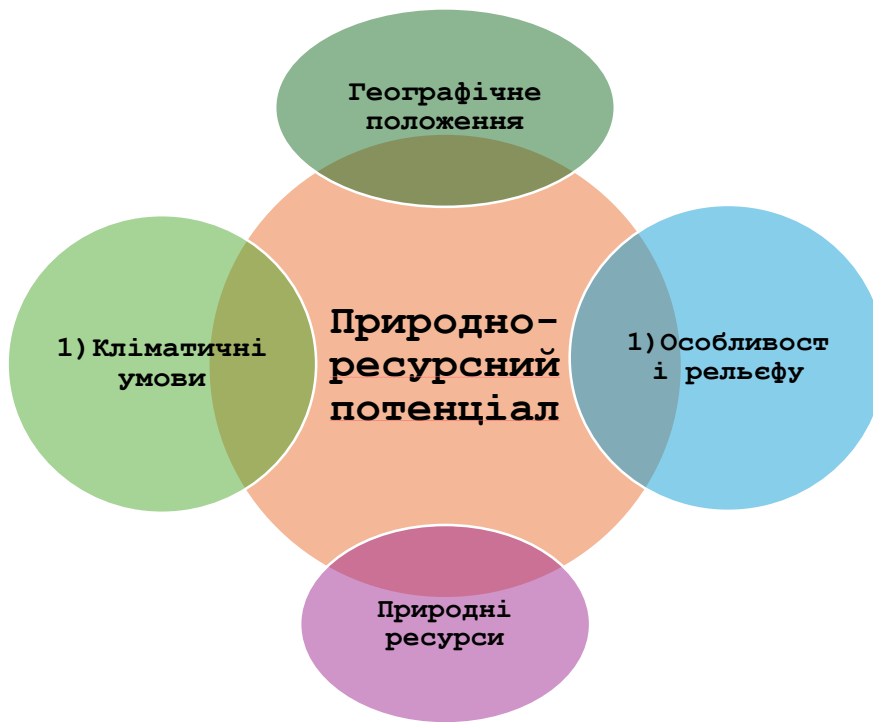 Географічне
положення
1)Кліматичні
умови
Природно-
ресурсний
потенціал
1)Особливост
і рельєфу
Природні
ресурси